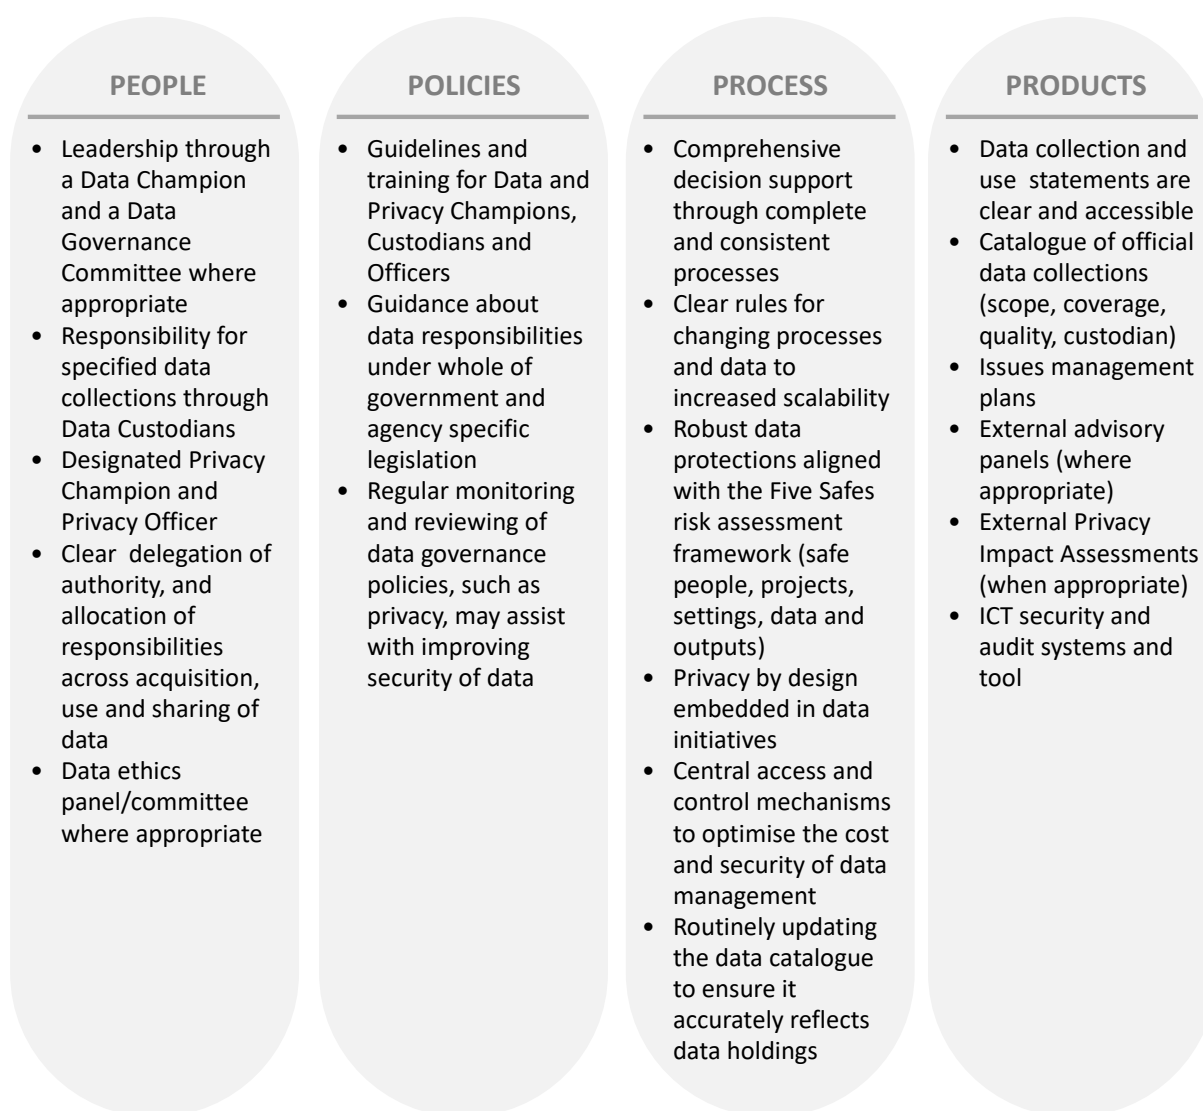 PEOPLE
• Leadership through
a Data Champion
and a Data
Governance
Committee where
appropriate
• Responsibility for
specified data
collections through
Data Custodians
• Designated Privacy
Champion and
Privacy Officer
• Clear  delegation of
authority, and
allocation of
responsibilities
across acquisition,
use and sharing of
data
• Data ethics
panel/committee
where appropriate
POLICIES
• Guidelines and
training for Data and
Privacy Champions,
Custodians and
Officers
• Guidance about
data responsibilities
under whole of
government and
agency specific
legislation
• Regular monitoring
and reviewing of
data governance
policies, such as
privacy, may assist
with improving
security of data
PROCESS
• Comprehensive
decision support
through complete
and consistent
processes
• Clear rules for
changing processes
and data to
increased scalability
• Robust data
protections aligned
with the Five Safes
risk assessment
framework (safe
people, projects,
settings, data and
outputs)
• Privacy by design
embedded in data
initiatives
• Central access and
control mechanisms
to optimise the cost
and security of data
management
• Routinely updating
the data catalogue
to ensure it
accurately reflects
data holdings
PRODUCTS
• Data collection and
use  statements are
clear and accessible
• Catalogue of official
data collections
(scope, coverage,
quality, custodian)
• Issues management
plans
• External advisory
panels (where
appropriate)
• External Privacy
Impact Assessments
(when appropriate)
• ICT security and
audit systems and
tool